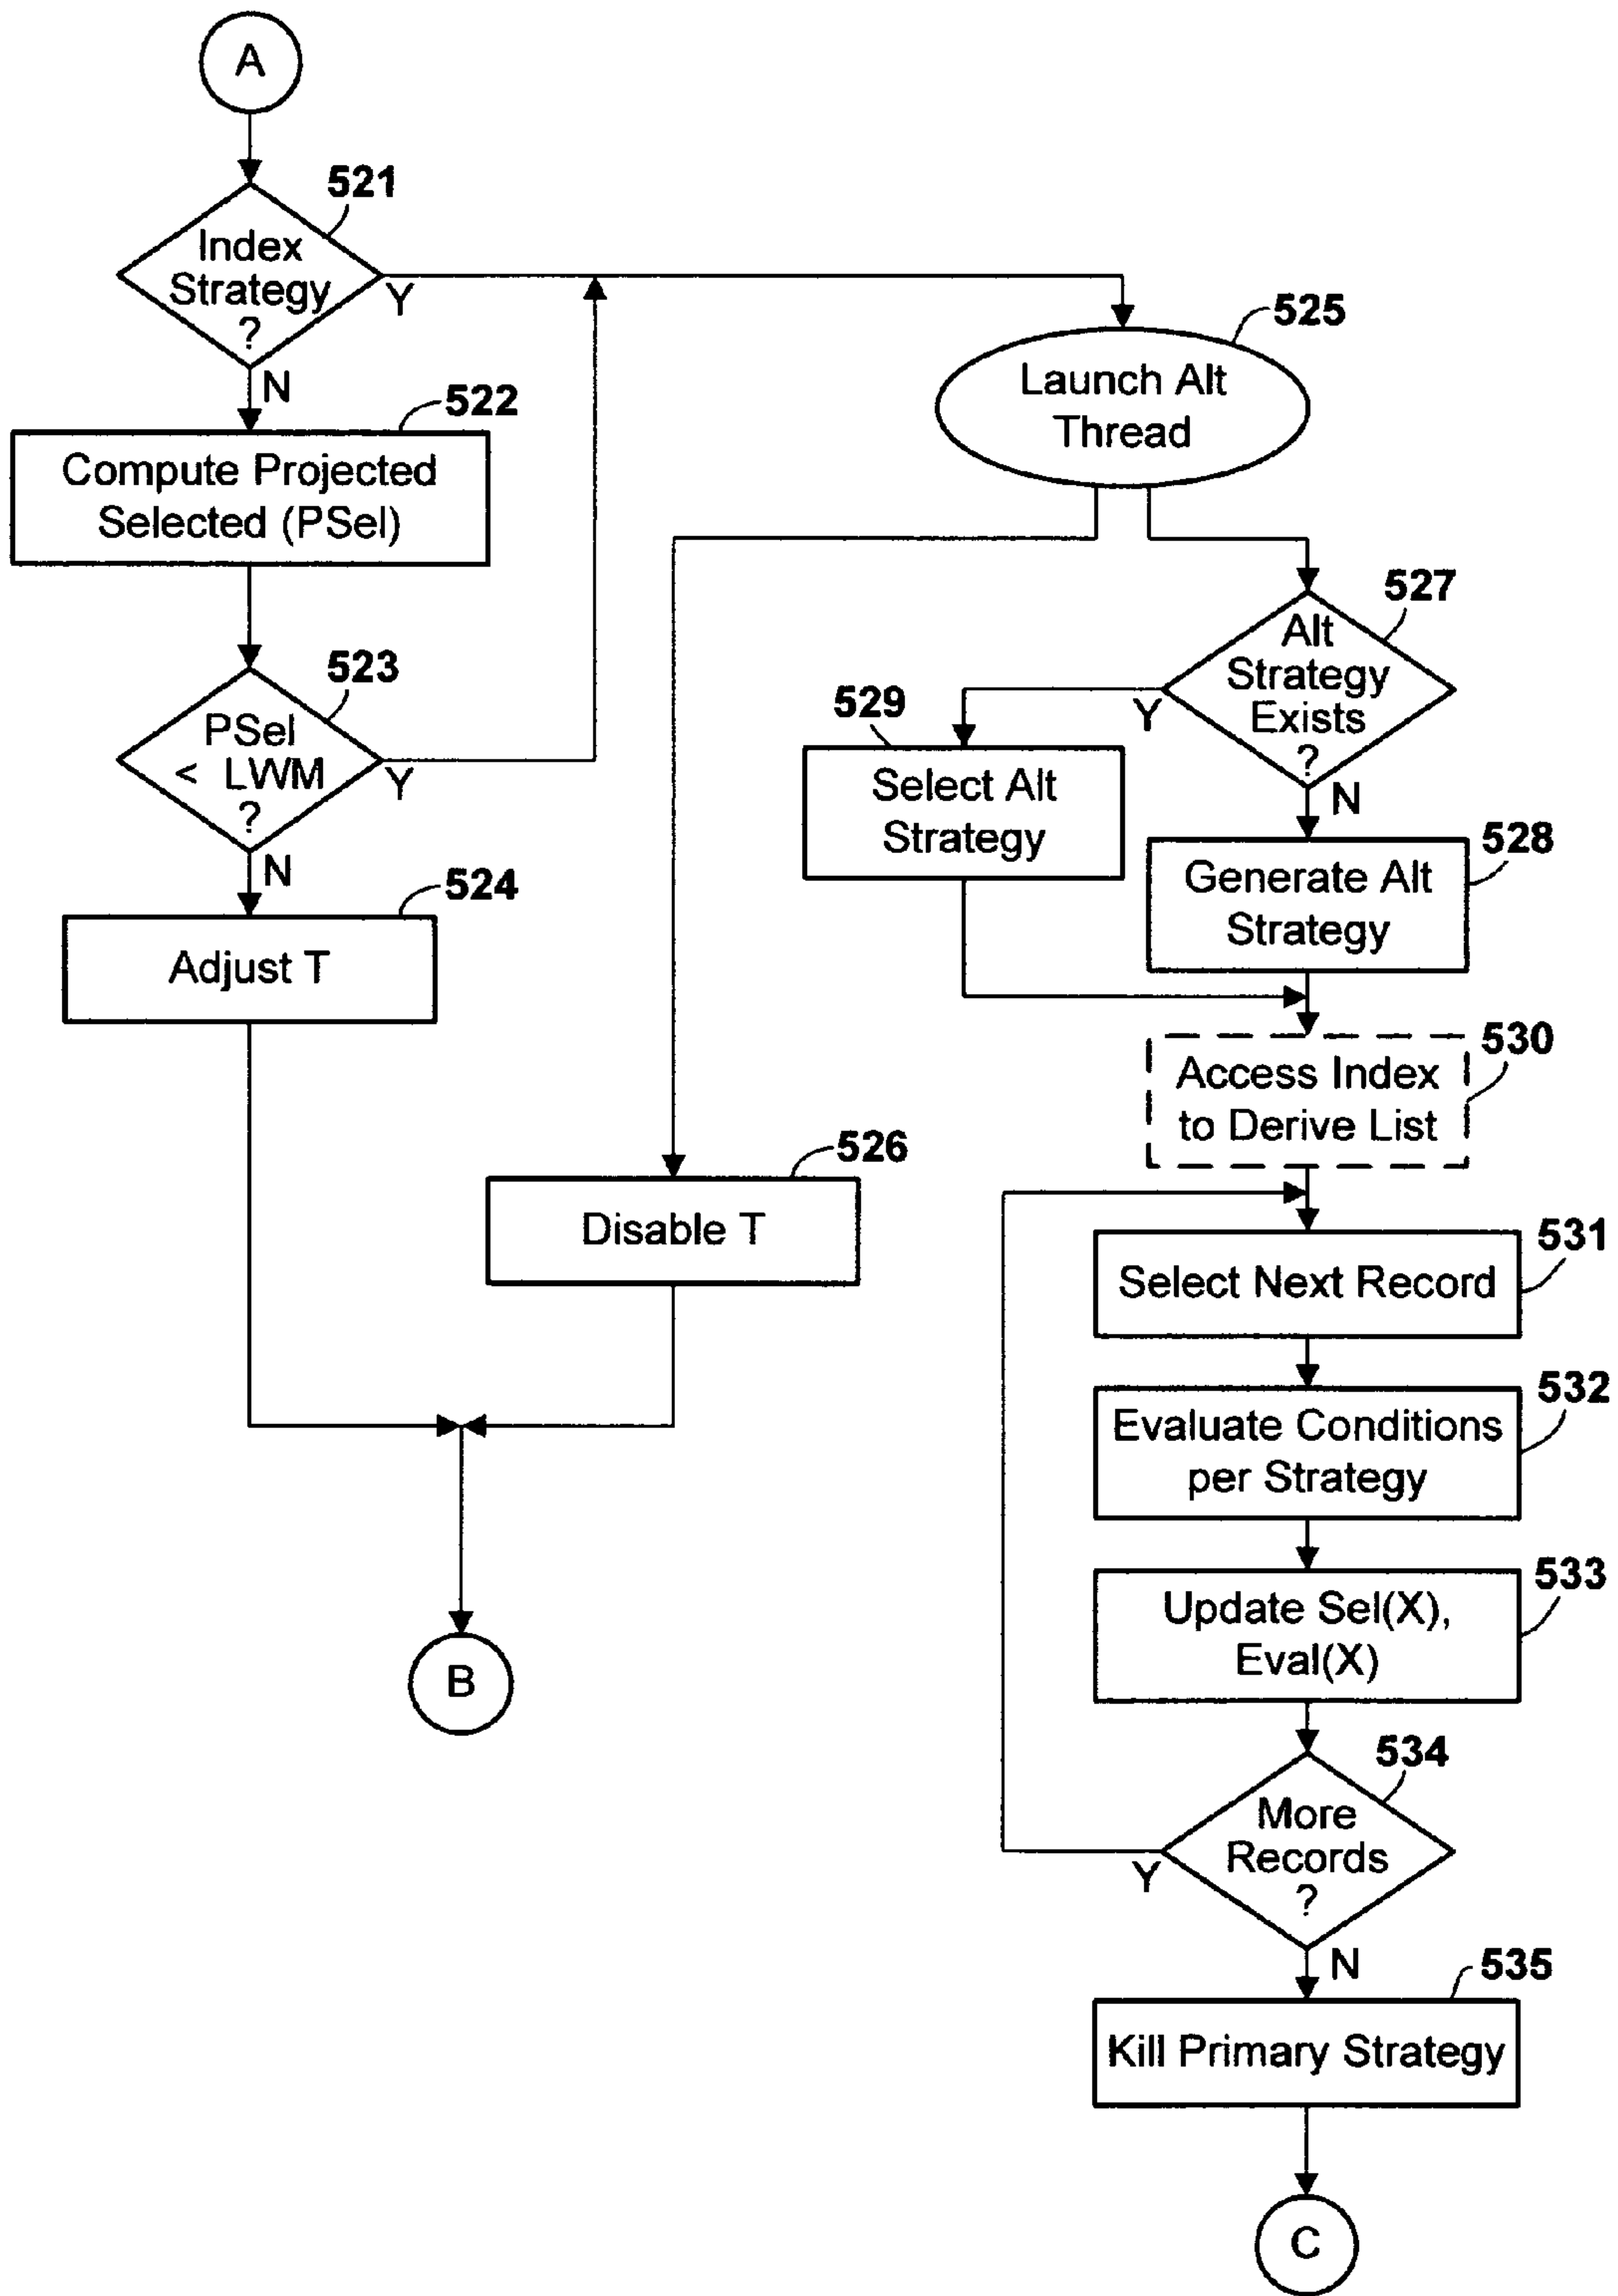 A
521
Index
Strategy
?
Y
N
522
Compute Projected
Selected (PSel)
523
PSel
< LWM
?
Y
N
524
Adjust T
525
Launch Alt
Thread
526
Disable T
B
527
Alt
Strategy
Exists
?
Y
N
529
Select Alt
Strategy
528
Generate Alt
Strategy
530
Access Index
to Derive List
531
Select Next Record
532
Evaluate Conditions
per Strategy
533
Update Sel(X),
Eval(X)
534
More
Records
?
Y
N
535
Kill Primary Strategy
C